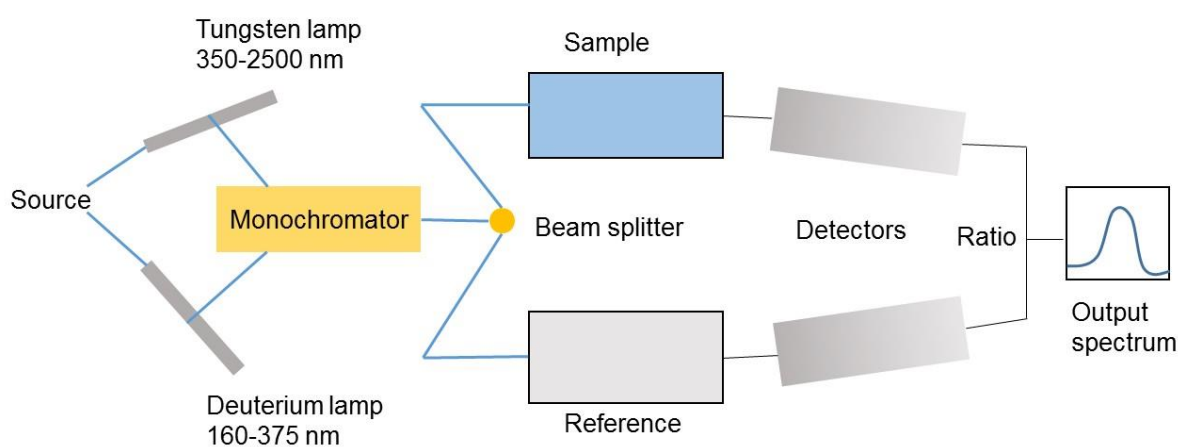 Tungsten lamp
350-2500 nm
Sample
Source
Monochromator
Beam splitter
Detectors
Ratio
Output
spectrum
Deuterium lamp
160-375 nm
Reference